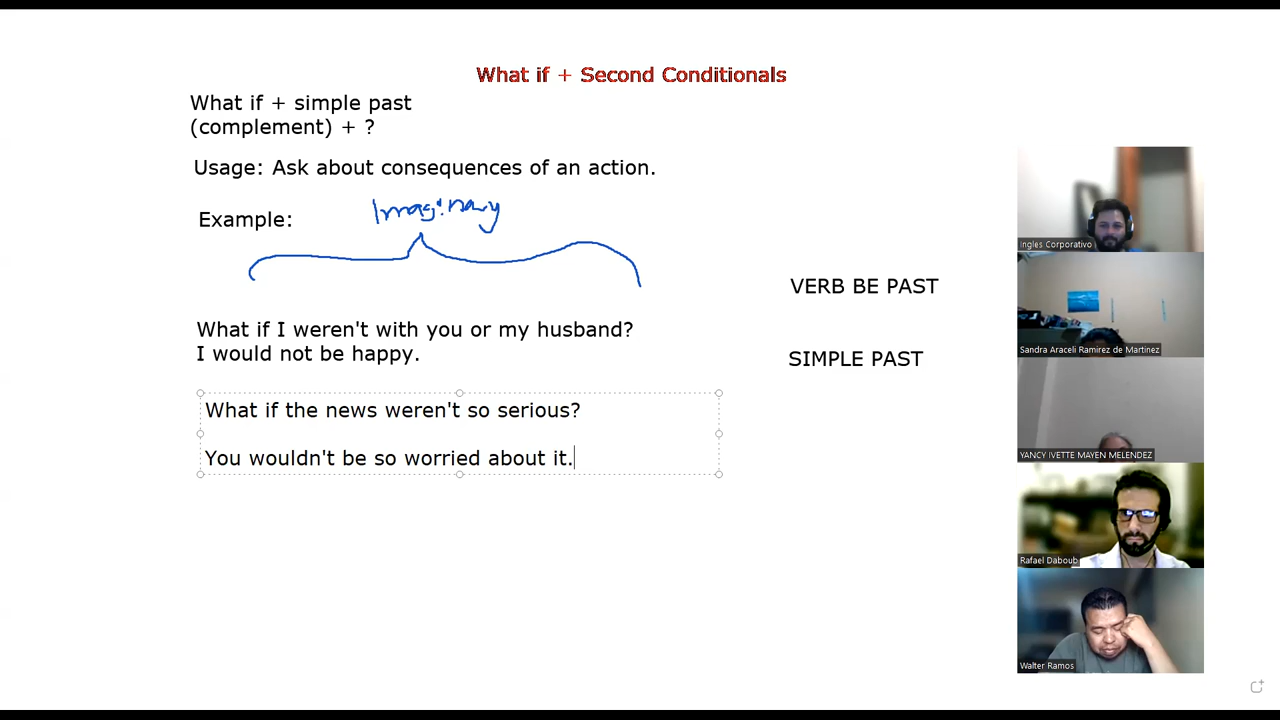 What if + Second Conditionals
What if + simple past
(complement) + ?
Usage: Ask about consequences of an action.
Imaginary
Example:
VERB BE PAST
What if I weren't with you or my husband?
I would not be happy.
SIMPLE PAST
What if the news weren't so serious?
You wouldn't be so worried about it.
Ingles Corporativo
Sandra Araceli Ramirez de Martinez
YANCY IVETTE MAYEN MELENDEZ
Rafael Daboub
Walter Ramos